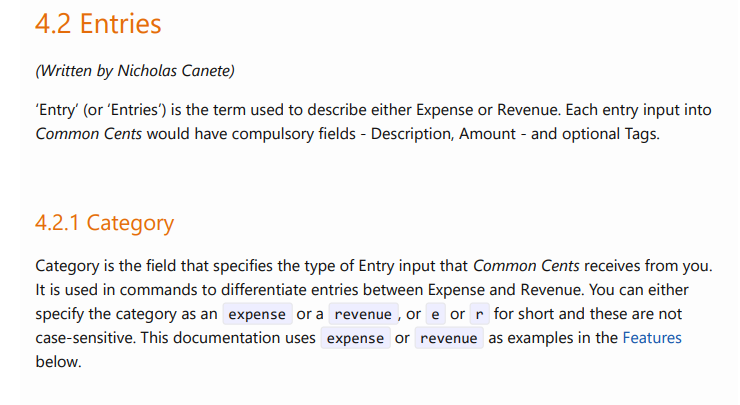 4.2 Entries
(Written by Nicholas Canete)
‘Entry’ (or ‘Entries’) is the term used to describe either Expense or Revenue. Each entry input into
Common Cents would have compulsory fields - Description, Amount - and optional Tags.
4.2.1 Category
Category is the field that specifies the type of Entry input that Common Cents receives from you.
It is used in commands to differentiate entries between Expense and Revenue. You can either
specify the category as an expense or a revenue, or e or r for short and these are not
case-sensitive. This documentation uses expense or revenue as examples in the Features
below.